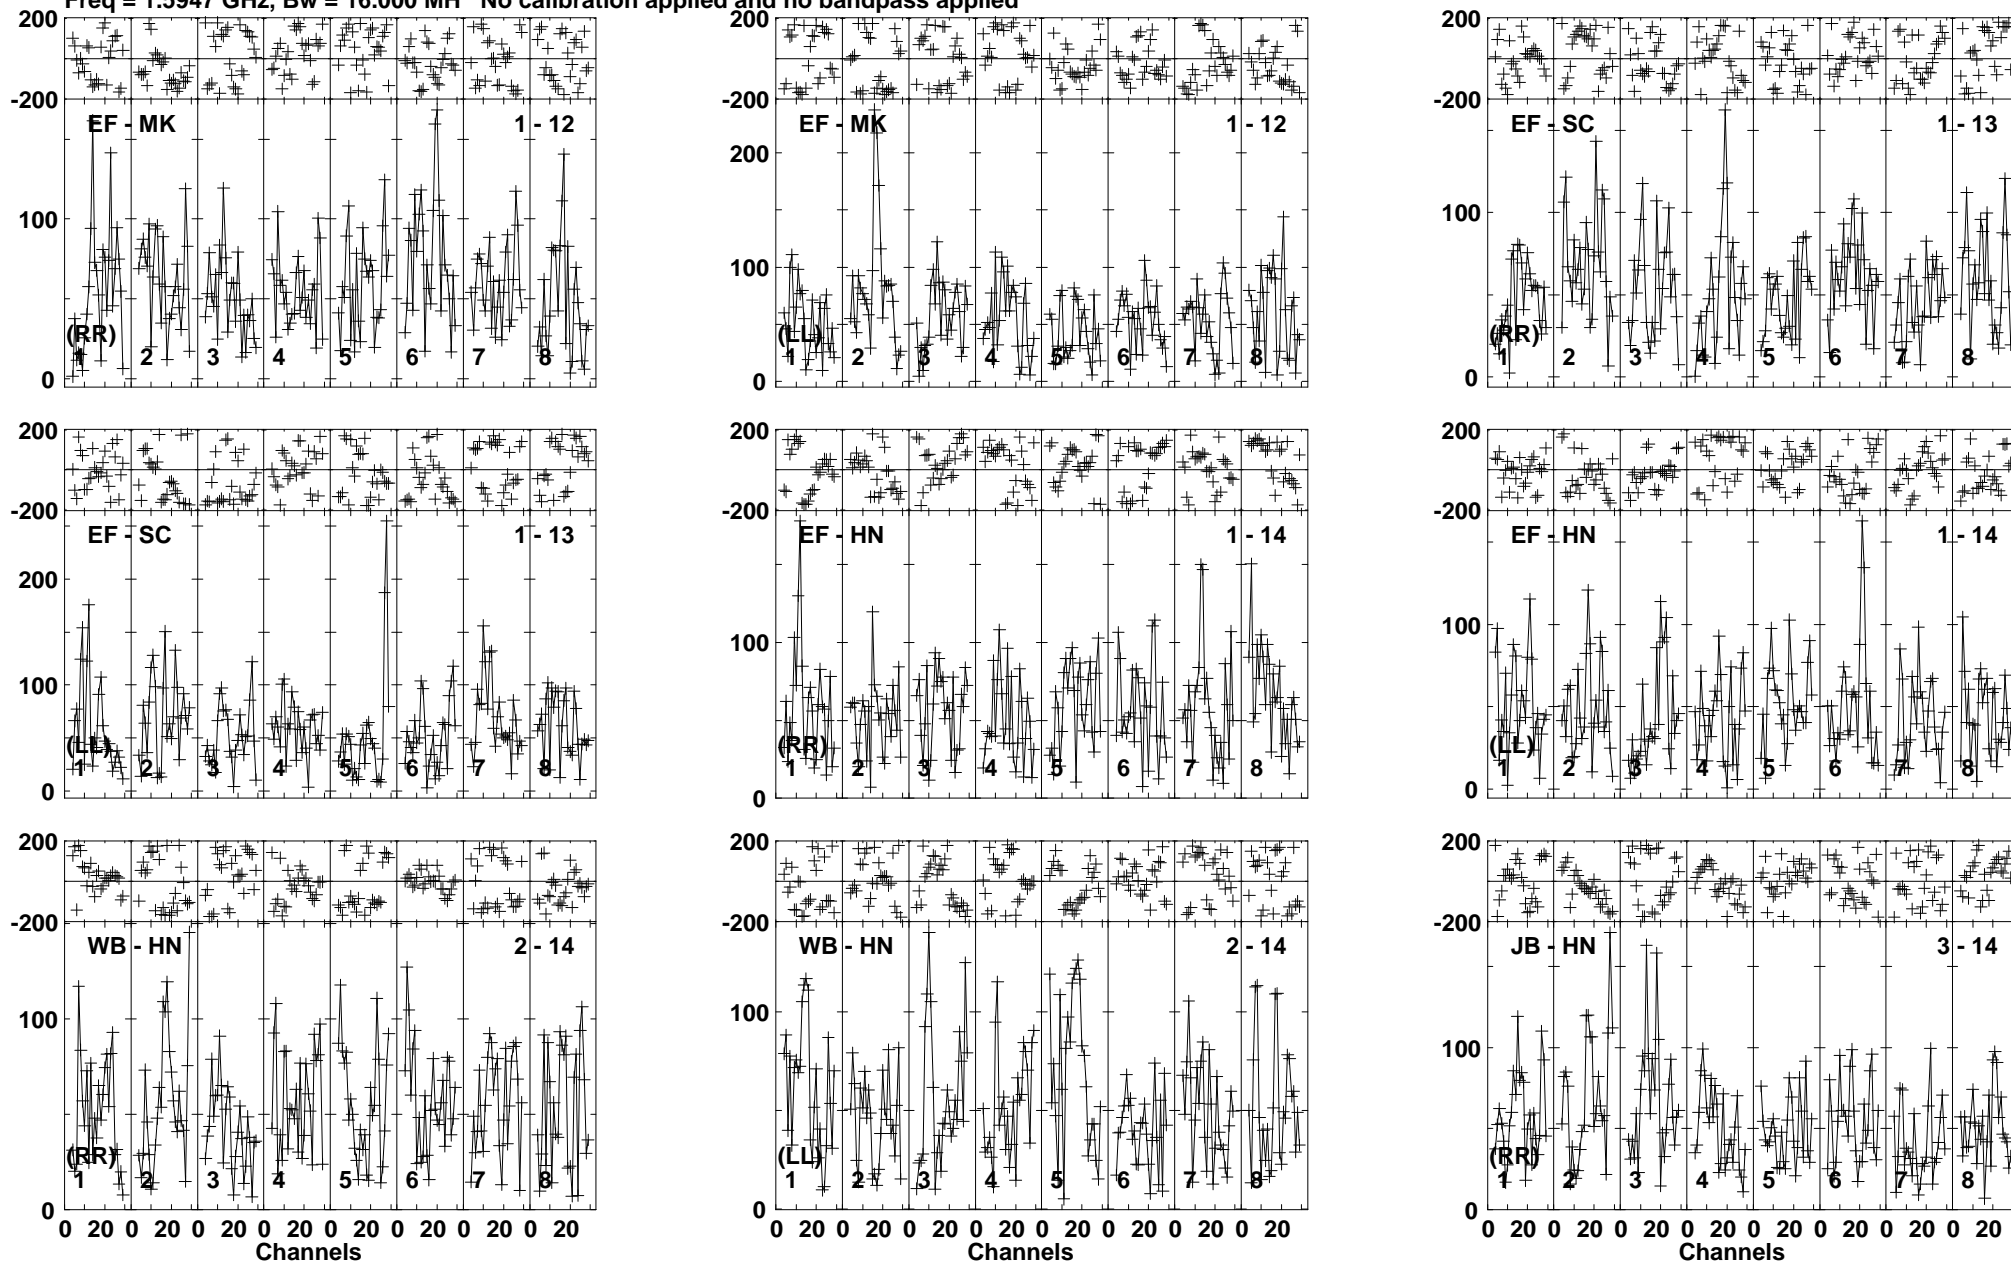 Freq = 1.5947 GHz, Bw = 16.000 MH No calibration applied and no bandpass applied
200 200 200
-200 -200 -200
EF - MK 1 - 12 EF - MK 1 - 12 EF - SC 1 - 13
200
100 100 100
(RR) (LL) (RR)
1 2 3 4 5 6 7 8 1 2 3 4 5 6 7 8 1 2 3 4 5 6 7 8
0 0 0
200 200 200
-200 -200 -200
EF - SC 1 - 13 EF - HN 1 - 14 EF - HN 1 - 14
200
100 100 100
(LL) (RR) (LL)
1 2 3 4 5 6 7 8 1 2 3 4 5 6 7 8 1 2 3 4 5 6 7 8
0 0 0
200 200 200
-200 -200 -200
WB - HN 2 - 14 WB - HN 2 - 14 JB - HN 3 - 14
100 100 100
(RR) (LL) (RR)
1 2 3 4 5 6 7 8 1 2 3 4 5 6 7 8 1 2 3 4 5 6 7 8
0 0 0
0 20 0 20 0 20 0 20 0 20 0 20 0 20 0 20 0 20 0 20 0 20 0 20 0 20 0 20 0 20 0 20 0 20 0 20 0 20 0 20 0 20 0 20 0 20 0 20
Channels Channels Channels